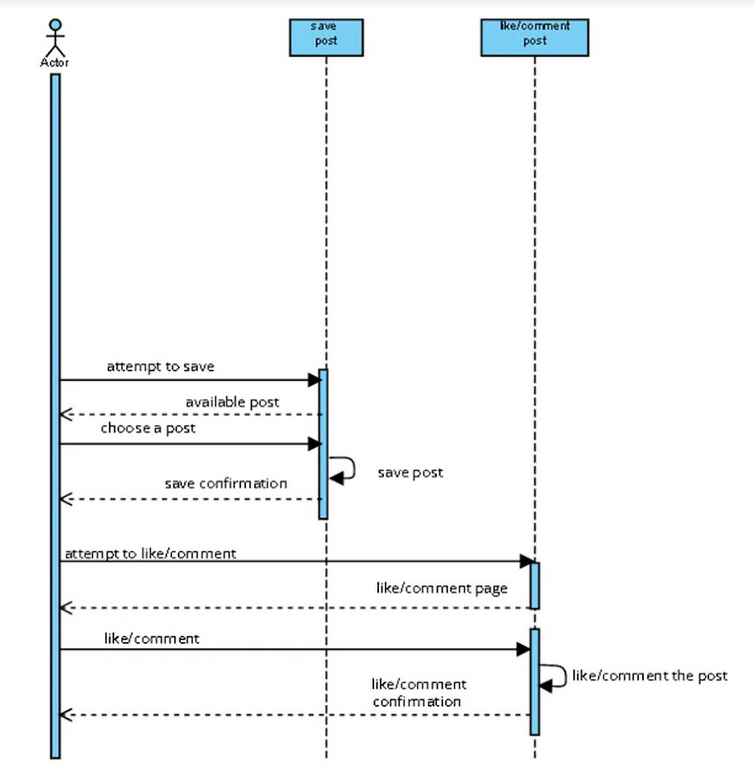 save
post
like/comment
post
Actor
attempt to save
available post
choose a post
save post
save confirmation
attempt to like/comment
like/comment page
like/comment
like/comment the post
like/comment
confirmation